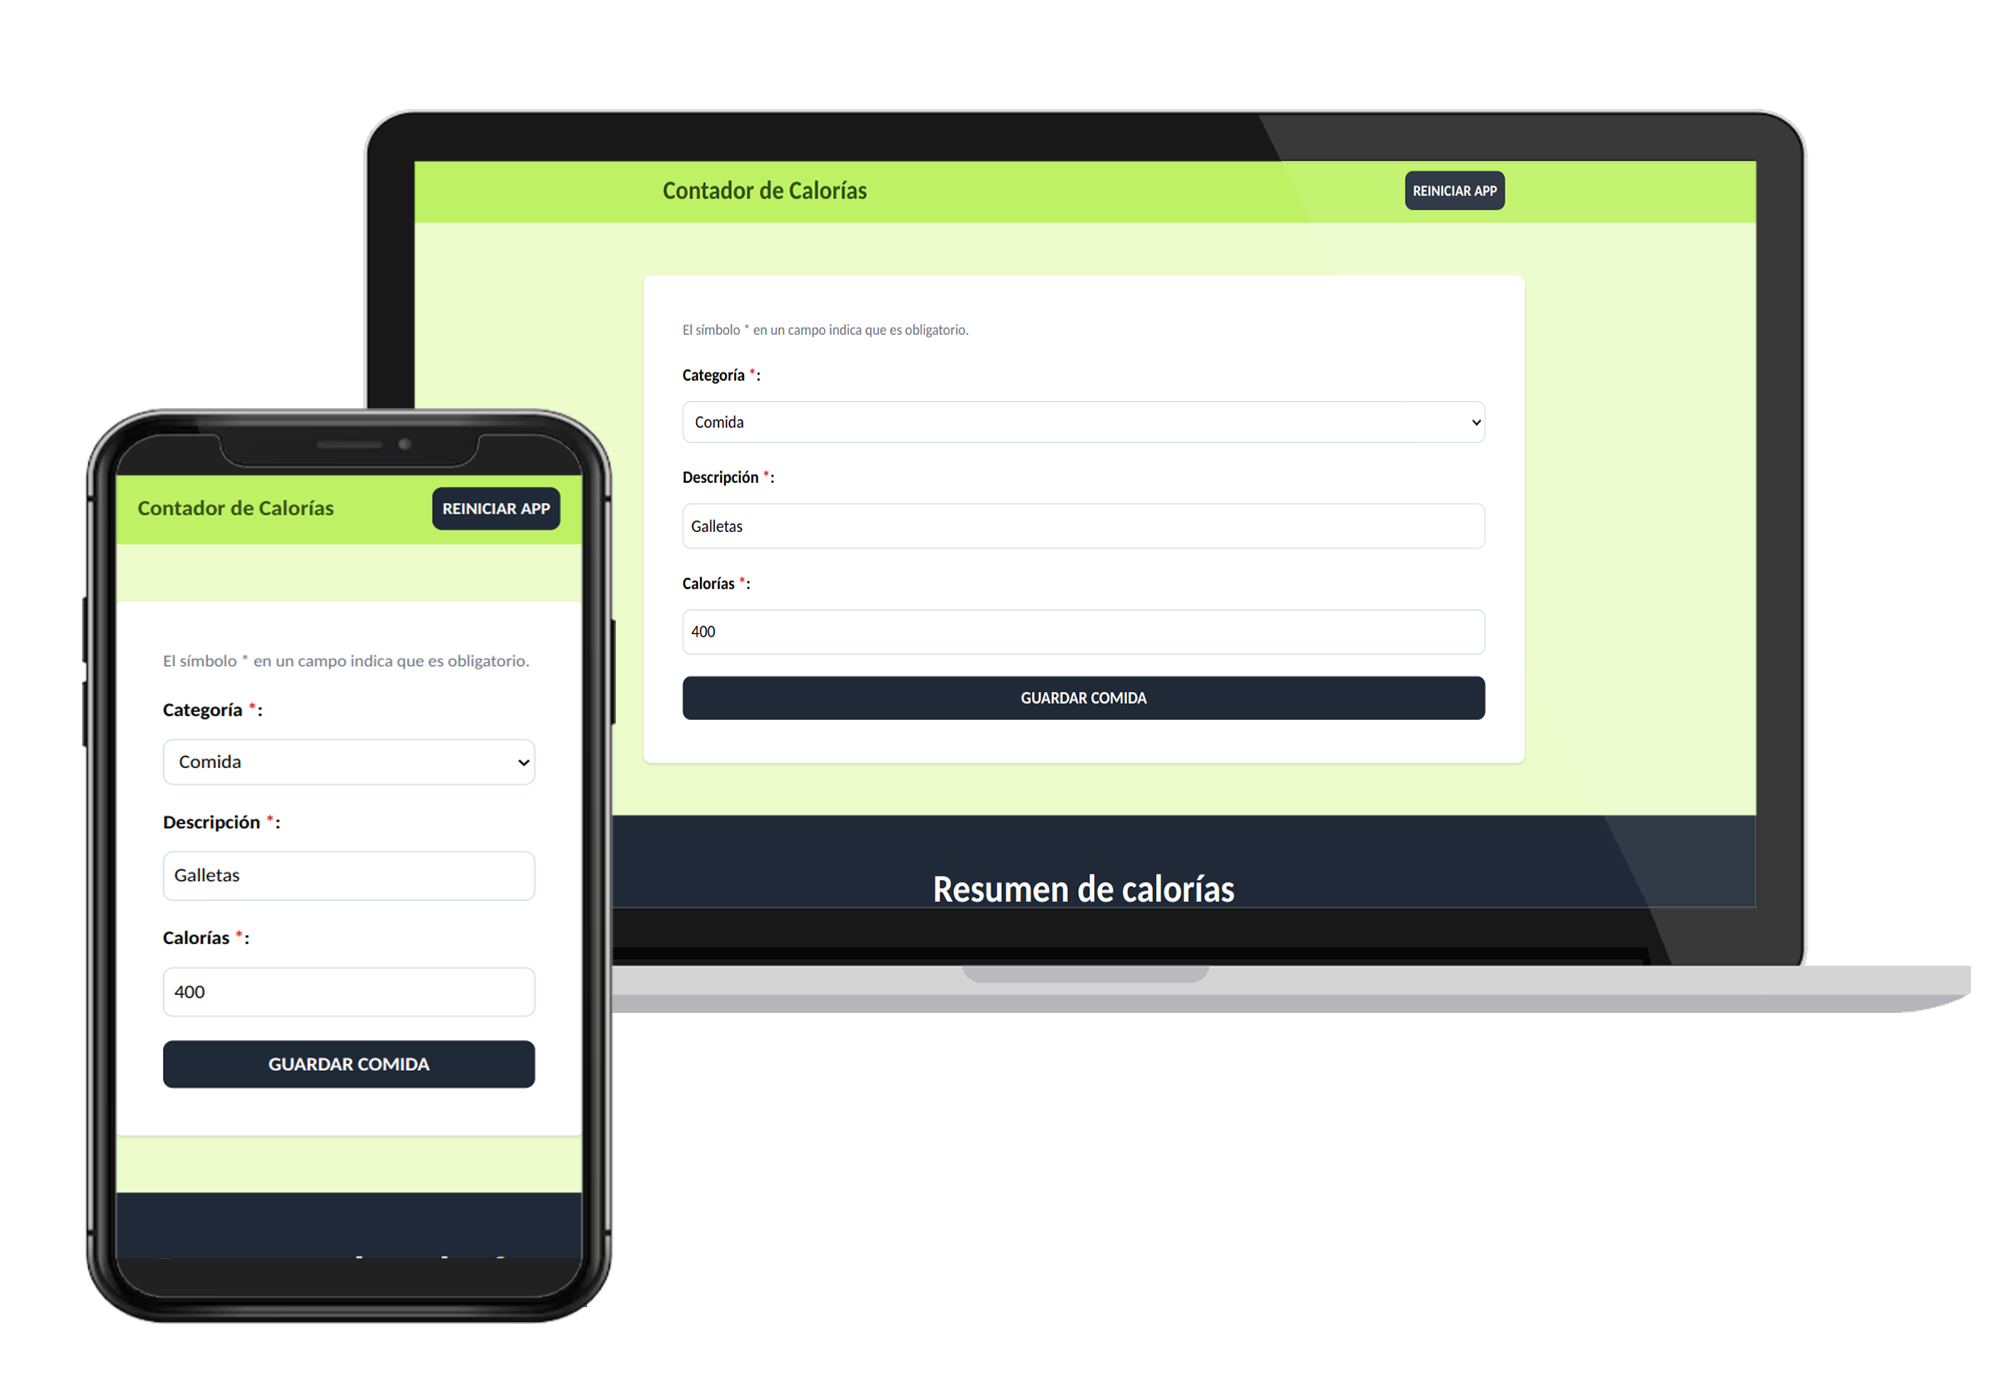 Contador de Calorías
REINICIAR APP
El símbolo * en un campo indica que es obligatorio.
Categoría *:
Comida
Descripción *:
Galletas
Calorías *:
400
GUARDAR COMIDA
Resumen de calorías
Contador de Calorías
REINICIAR APP
El símbolo * en un campo indica que es obligatorio.
Categoría *:
Comida
Descripción *:
Galletas
Calorías *:
400
GUARDAR COMIDA